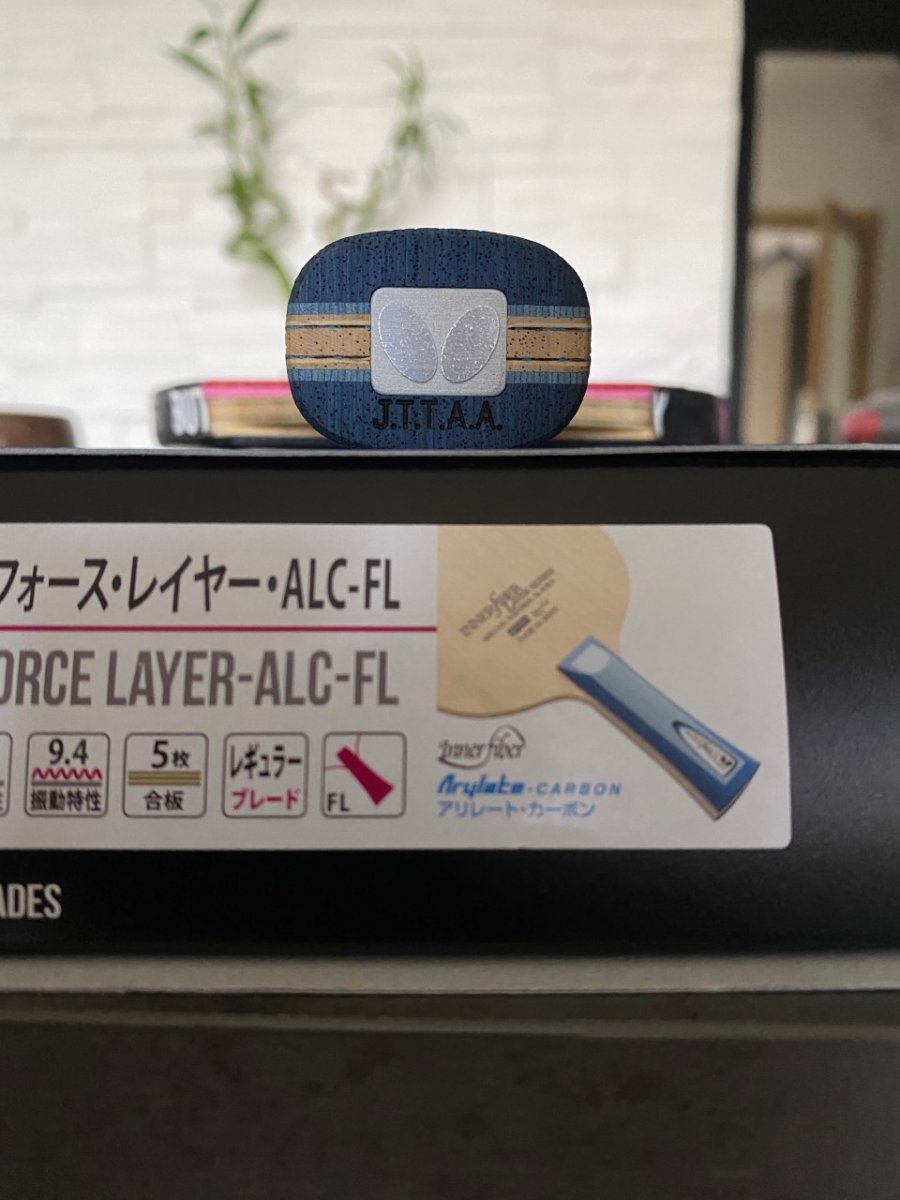 J.T.T.A.A.
フォース・レイヤー・ALC-FL
ORCE LAYER-ALC-FL
9.4
振動特性
5枚
合板
レギュラー
ブレード
FL
Innerfiber
Arylate-CARBON
アリレート・カーボン
INNERFIBER
ADES